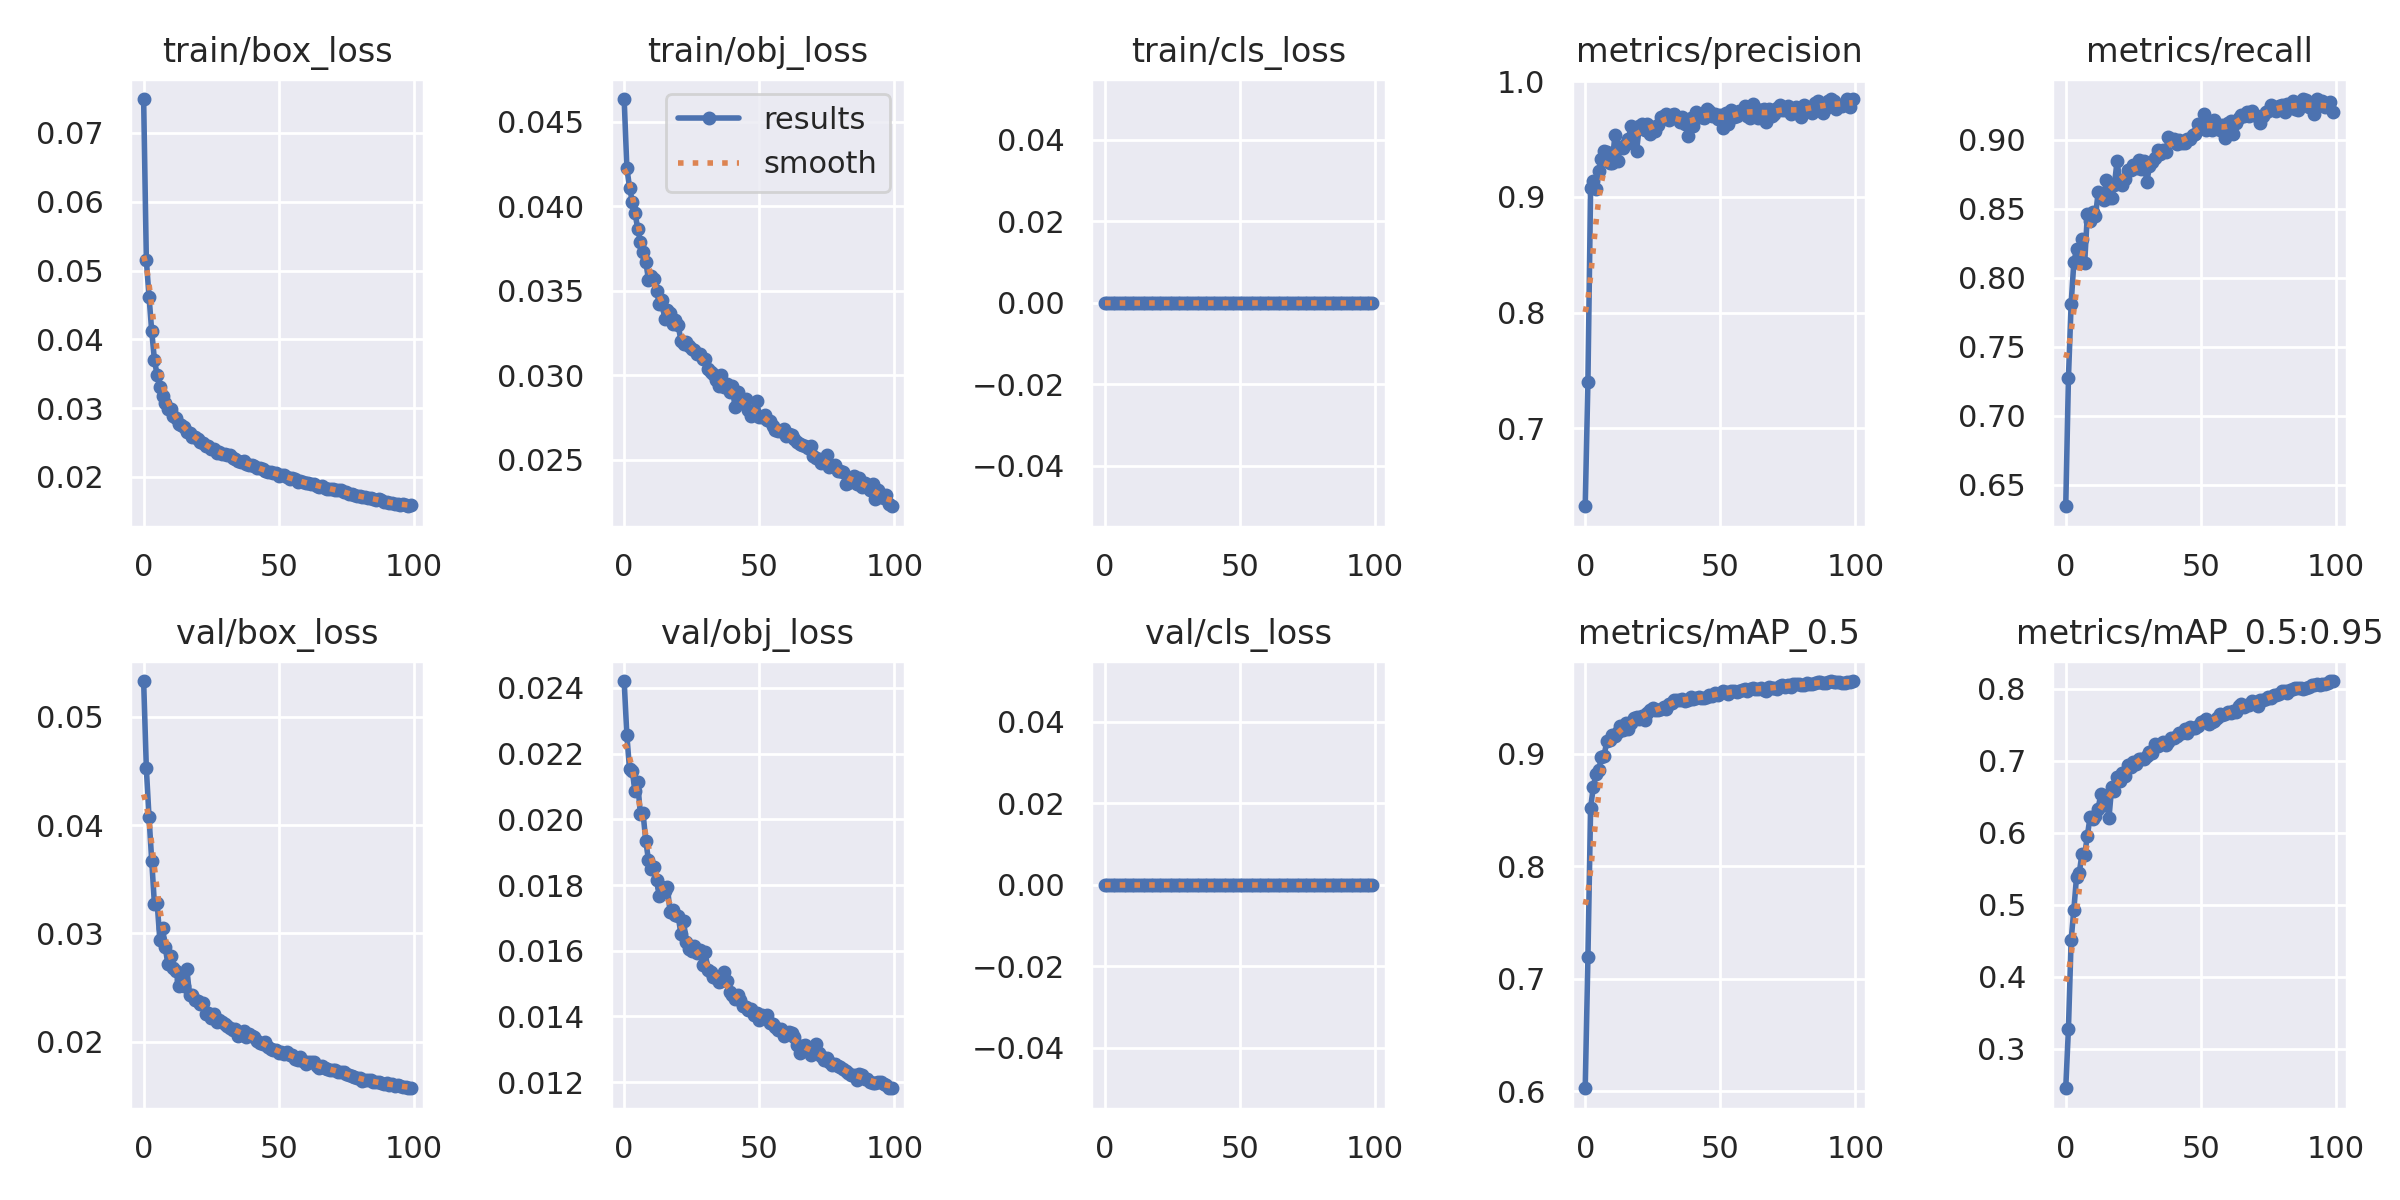 train/box_loss
0.07
0.06
0.05
0.04
0.03
0.02
0 50 100
train/obj_loss
results
smooth
0.045
0.040
0.035
0.030
0.025
0 50 100
train/cls_loss
0.04
0.02
0.00
−0.02
−0.04
0 50 100
metrics/precision
1.0
0.9
0.8
0.7
0 50 100
metrics/recall
0.90
0.85
0.80
0.75
0.70
0.65
0 50 100
val/box_loss
0.05
0.04
0.03
0.02
0 50 100
val/obj_loss
0.024
0.022
0.020
0.018
0.016
0.014
0.012
0 50 100
val/cls_loss
0.04
0.02
0.00
−0.02
−0.04
0 50 100
metrics/mAP_0.5
0.9
0.8
0.7
0.6
0 50 100
metrics/mAP_0.5:0.95
0.8
0.7
0.6
0.5
0.4
0.3
0 50 100